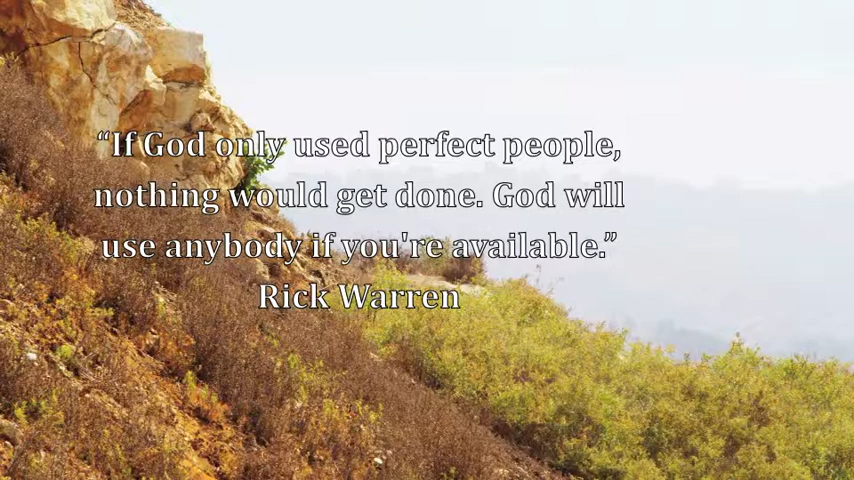 “If God only used perfect people,
nothing would get done. God will
use anybody if you're available.”
Rick Warren